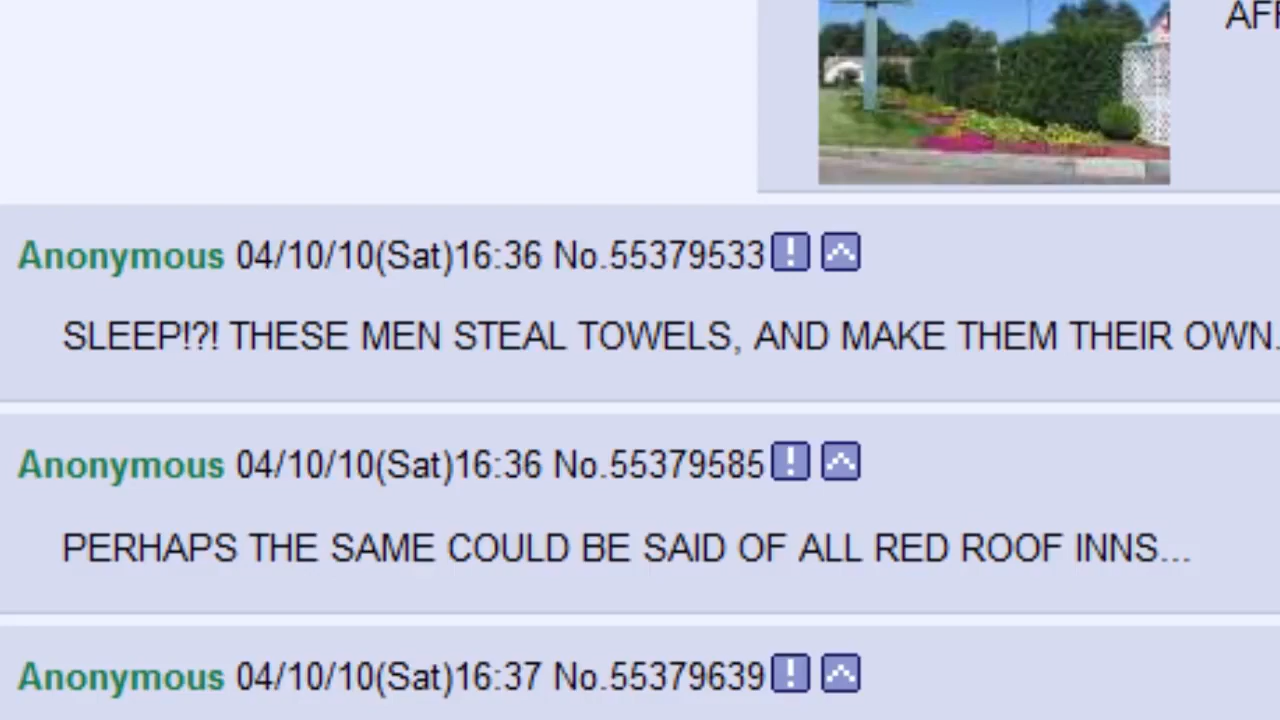 AFF
Anonymous 04/10/10(Sat)16:36 No.55379533
SLEEP!?! THESE MEN STEAL TOWELS, AND MAKE THEM THEIR OWN.
Anonymous 04/10/10(Sat)16:36 No.55379585
PERHAPS THE SAME COULD BE SAID OF ALL RED ROOF INNS...
Anonymous 04/10/10(Sat)16:37 No.55379639